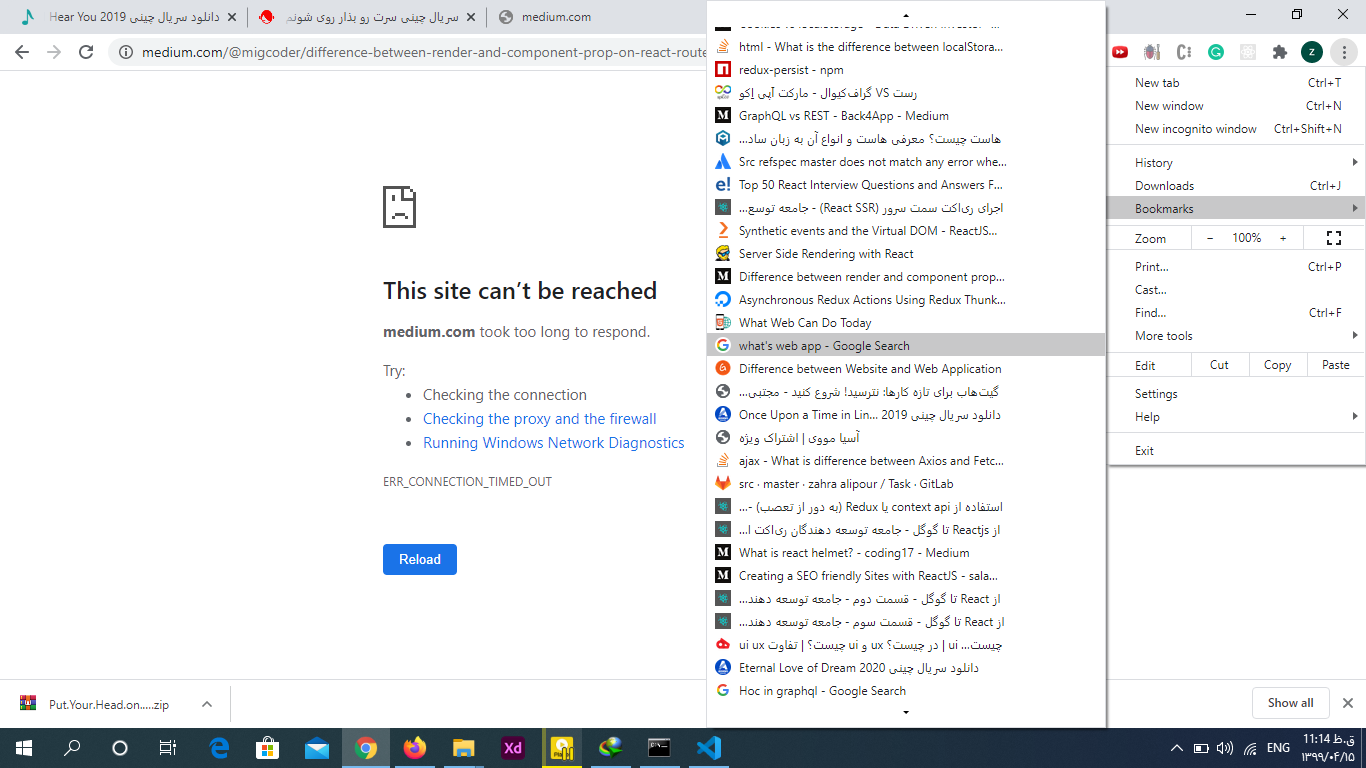 دانلود سریال چینی Hear You 2019
سریال چینی سرت رو بذار روی شونم
medium.com
medium.com/@migcoder/difference-between-render-and-component-prop-on-react-route
z
This site can't be reached
medium.com took too long to respond.
Try:
Checking the connection
Checking the proxy and the firewall
Running Windows Network Diagnostics
ERR_CONNECTION_TIMED_OUT
Reload
html - What is the difference between localStora...
redux-persist - npm
رست VS گراف‌کیوال - مارکت آپی اِکو
GraphQL vs REST - Back4App - Medium
هاست چیست؟ معرفی هاست و انواع آن به زبان ساد...
Src refspec master does not match any error whe...
Top 50 React Interview Questions and Answers F...
اجرای ری‌اکت سمت سرور (React SSR) - جامعه توسع...
Synthetic events and the Virtual DOM - ReactJS...
Server Side Rendering with React
Difference between render and component prop...
Asynchronous Redux Actions Using Redux Thunk...
What Web Can Do Today
what's web app - Google Search
Difference between Website and Web Application
گیت‌هاب برای تازه کارها: نترسید! شروع کنید - مجتبی...
دانلود سریال چینی Once Upon a Time in Lin... 2019
آسیا مووی | اشتراک ویژه
ajax - What is difference between Axios and Fetc...
src · master · zahra alipour / Task · GitLab
استفاده از context api یا Redux (به دور از تعصب) -...
از Reactjs تا گوگل - جامعه توسعه دهندگان ری‌اکت ا...
What is react helmet? - coding17 - Medium
Creating a SEO friendly Sites with ReactJS - sala...
از React تا گوگل - قسمت دوم - جامعه توسعه دهند...
از React تا گوگل - قسمت سوم - جامعه توسعه دهند...
چیست... ui | در چیست؟ ux و ui چیست؟ | تفاوت ui ux
دانلود سریال چینی Eternal Love of Dream 2020
Hoc in graphql - Google Search
New tab Ctrl+T
New window Ctrl+N
New incognito window Ctrl+Shift+N
History
Downloads Ctrl+J
Bookmarks
Zoom − 100% +
Print... Ctrl+P
Cast...
Find... Ctrl+F
More tools
Edit Cut Copy Paste
Settings
Help
Exit
Put.Your.Head.on.....zip
Show all
Xd
ENG
11:14 ق.ظ
۱۳۹۹/۰۴/۱۵